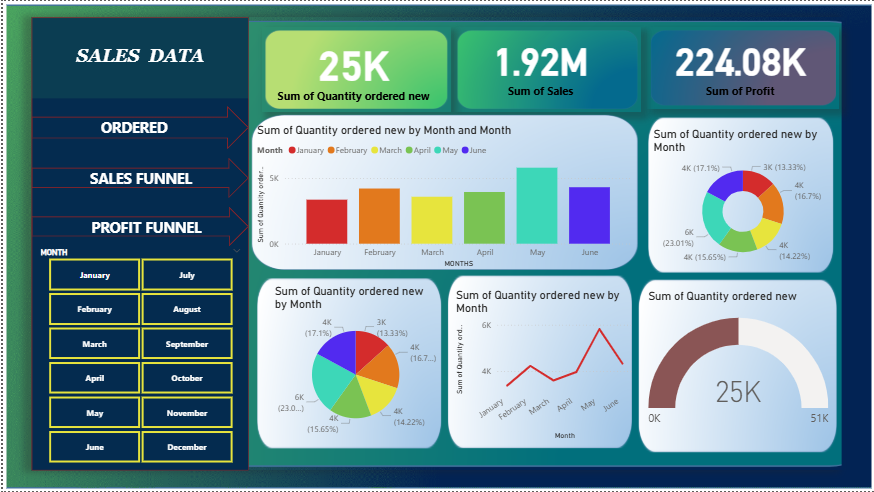 SALES DATA
ORDERED
SALES FUNNEL
PROFIT FUNNEL
MONTH
January July
February August
March September
April October
May November
June December
25K
Sum of Quantity ordered new
1.92M
Sum of Sales
224.08K
Sum of Profit
Sum of Quantity ordered new by Month and Month
Month January February March April May June
Sum of Quantity order...
5K
0K
January February March April May June
MONTHS
Sum of Quantity ordered new by
Month
4K (17.1%) 3K (13.33%)
4K
(16.7%)
6K
(23.01%)
4K
(14.22%)
4K (15.65%)
Sum of Quantity ordered new
by Month
4K
(17.1%)
3K
(13.33%)
4K
(16.7...)
6K
(23.0...)
4K
(14.22%)
4K
(15.65%)
Sum of Quantity ordered new by
Month
Sum of Quantity ord...
6K
4K
January February March April May June
Month
Sum of Quantity ordered new
25K
0K 51K